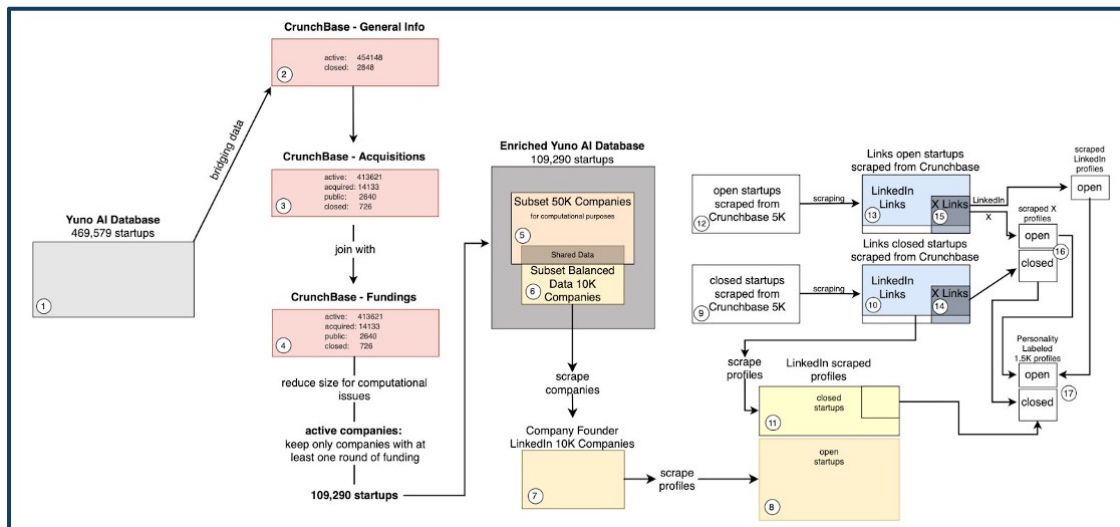 CrunchBase - General Info
active: 454148
closed: 2848
2
bridging data
CrunchBase - Acquisitions
active: 413621
acquired: 14133
public: 2640
closed: 726
3
Yuno AI Database
469,579 startups
1
join with
CrunchBase - Fundings
active: 413621
acquired: 14133
public: 2640
closed: 726
4
reduce size for computational
issues
active companies:
keep only companies with at
least one round of funding
109,290 startups
Enriched Yuno AI Database
109,290 startups
Subset 50K Companies
for computational purposes
5
Shared Data
Subset Balanced
Data 10K
Companies
6
scrape
companies
Company Founder
LinkedIn 10K Companies
7
scrape
profiles
open startups
scraped from
Crunchbase 5K
12
scraping
Links open startups
scraped from Crunchbase
LinkedIn
Links
13
X Links
15
LinkedIn
X
closed startups
scraped from
Crunchbase 5K
9
scraping
Links closed startups
scraped from Crunchbase
LinkedIn
Links
10
X Links
14
scrape
profiles
LinkedIn scraped
profiles
closed
startups
11
open
startups
8
scraped
LinkedIn
profiles
open
scraped X
profiles
open
closed
16
Personality
Labeled
1.5K profiles
open
closed
17